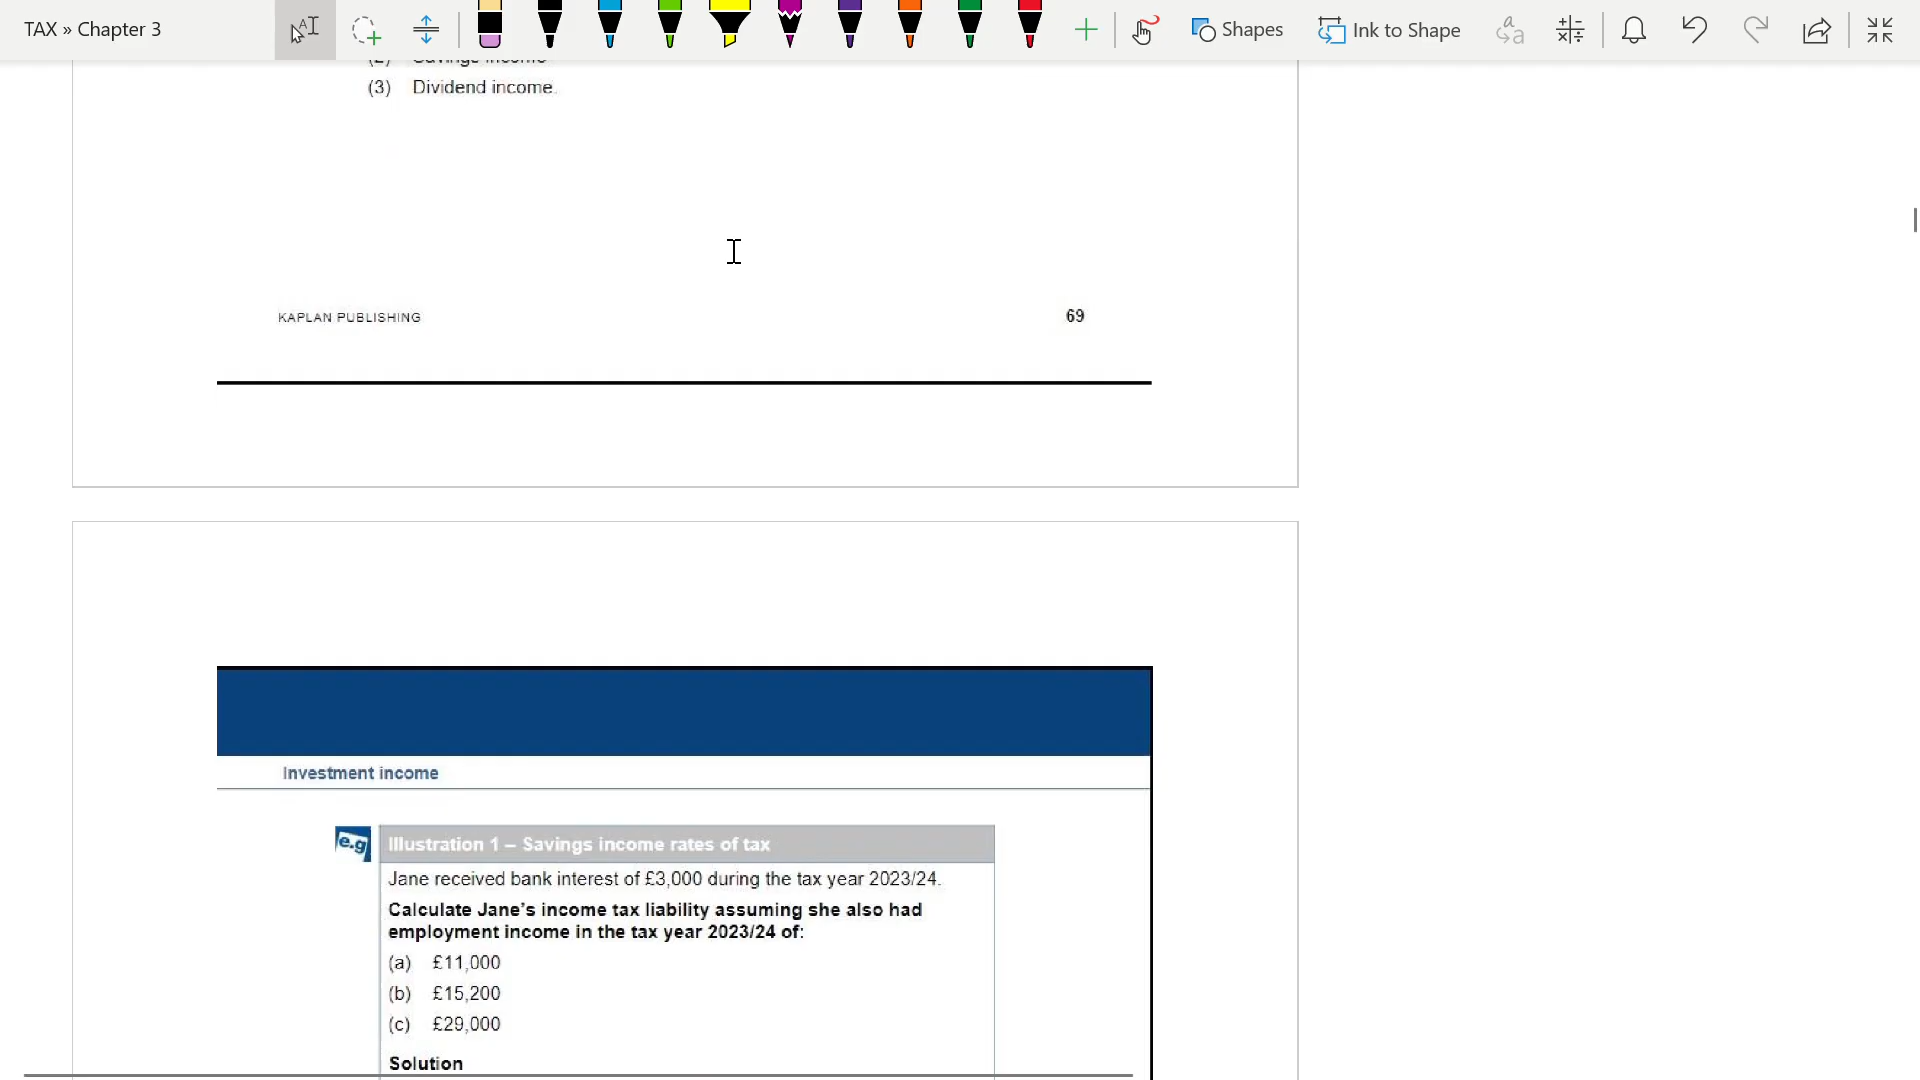 TAX » Chapter 3
Shapes
Ink to Shape
(2) Savings income
(3) Dividend income.
KAPLAN PUBLISHING
69
Investment income
e.g
Illustration 1 – Savings income rates of tax
Jane received bank interest of £3,000 during the tax year 2023/24.
Calculate Jane's income tax liability assuming she also had
employment income in the tax year 2023/24 of:
(a) £11,000
(b) £15,200
(c) £29,000
Solution